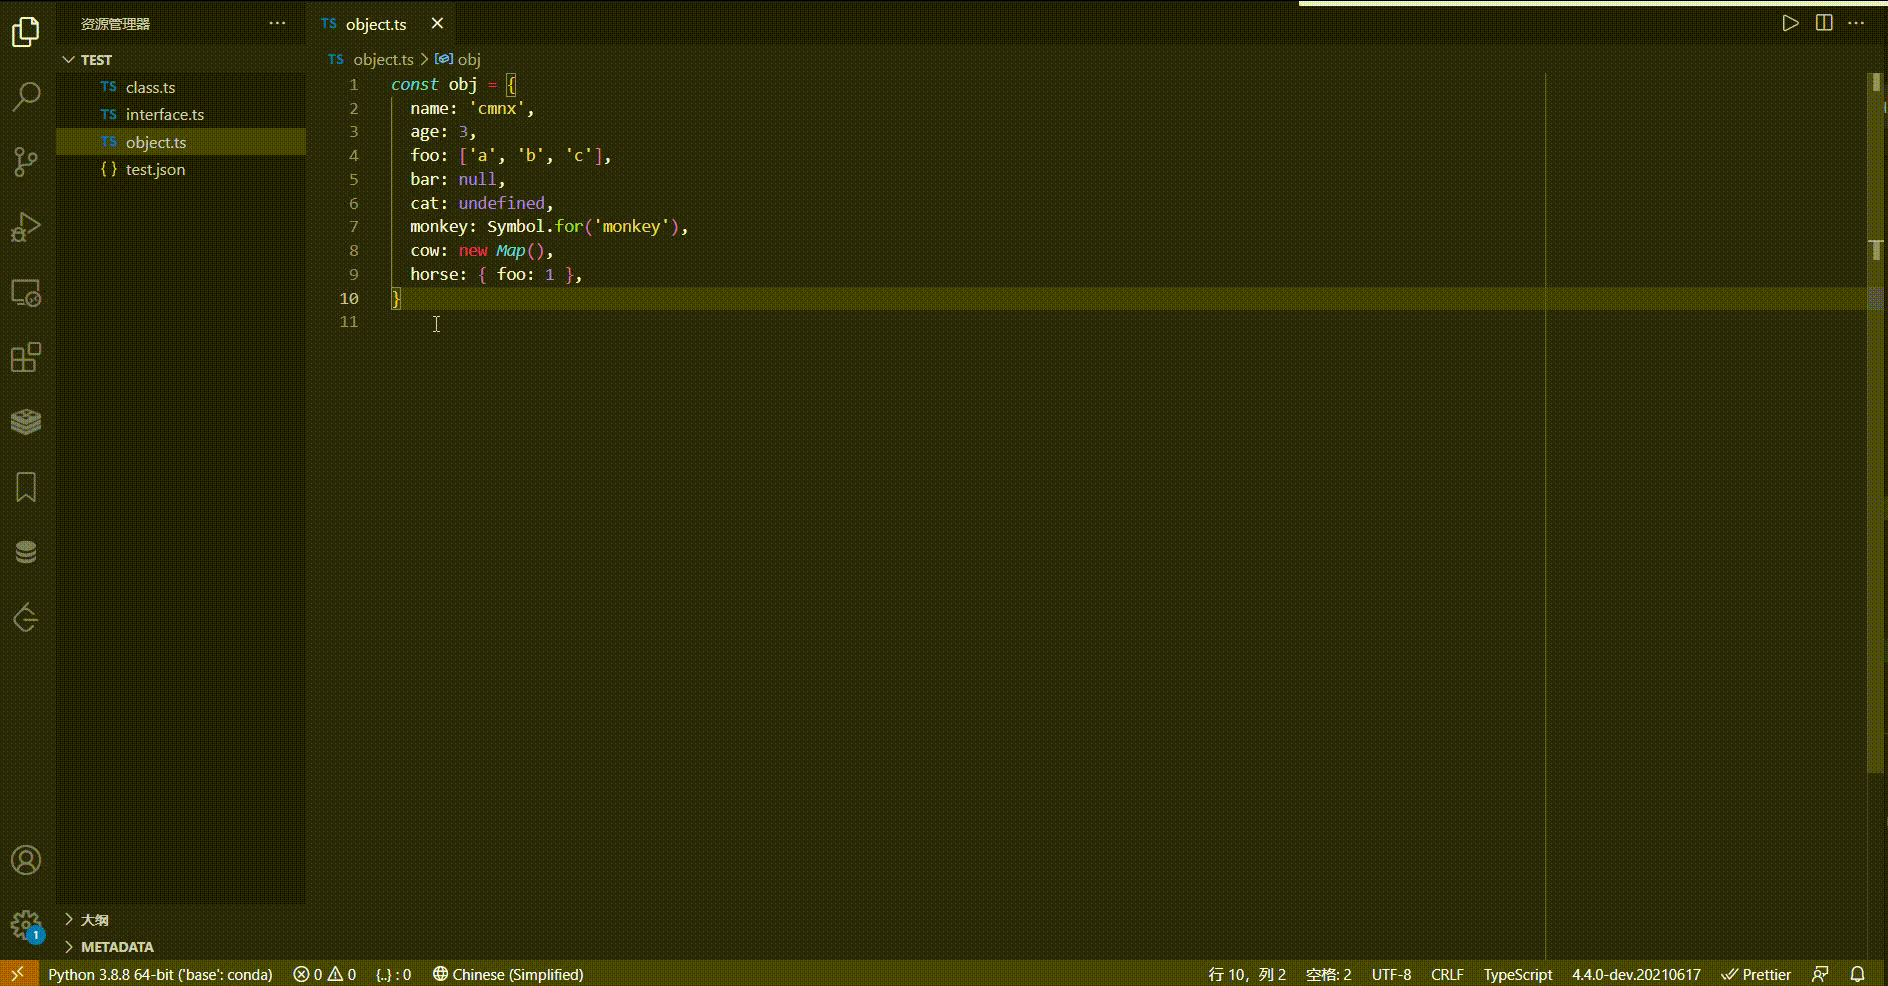 资源管理器 ···
TS object.ts
TEST
TS class.ts
TS interface.ts
TS object.ts
{ } test.json
TS object.ts > obj
1 const obj = {
2   name: 'cmnx',
3   age: 3,
4   foo: ['a', 'b', 'c'],
5   bar: null,
6   cat: undefined,
7   monkey: Symbol.for('monkey'),
8   cow: new Map(),
9   horse: { foo: 1 },
10 }
11
大纲
METADATA
1
Python 3.8.8 64-bit ('base': conda) 0 0 {..} : 0 Chinese (Simplified) 行 10，列 2 空格: 2 UTF-8 CRLF TypeScript 4.4.0-dev.20210617 Prettier